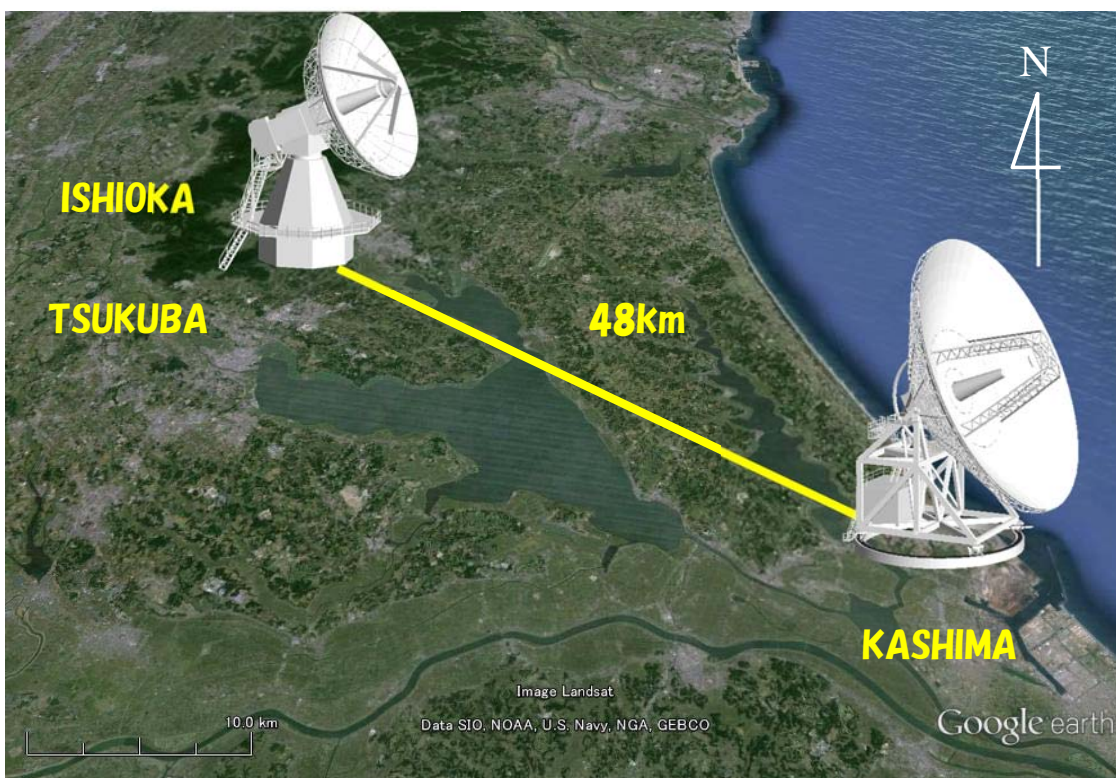 N
ISHIOKA
TSUKUBA
48km
KASHIMA
Image Landsat
10.0 km
Data SIO, NOAA, U.S. Navy, NGA, GEBCO
Google earth